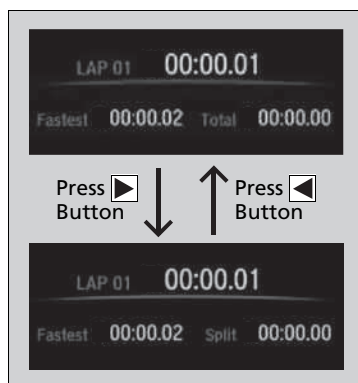 LAP 01 00:00.01
Fastest 00:00.02 Total 00:00.00
Press ▶ Button
Press ◀ Button
LAP 01 00:00.01
Fastest 00:00.02 Split 00:00.00